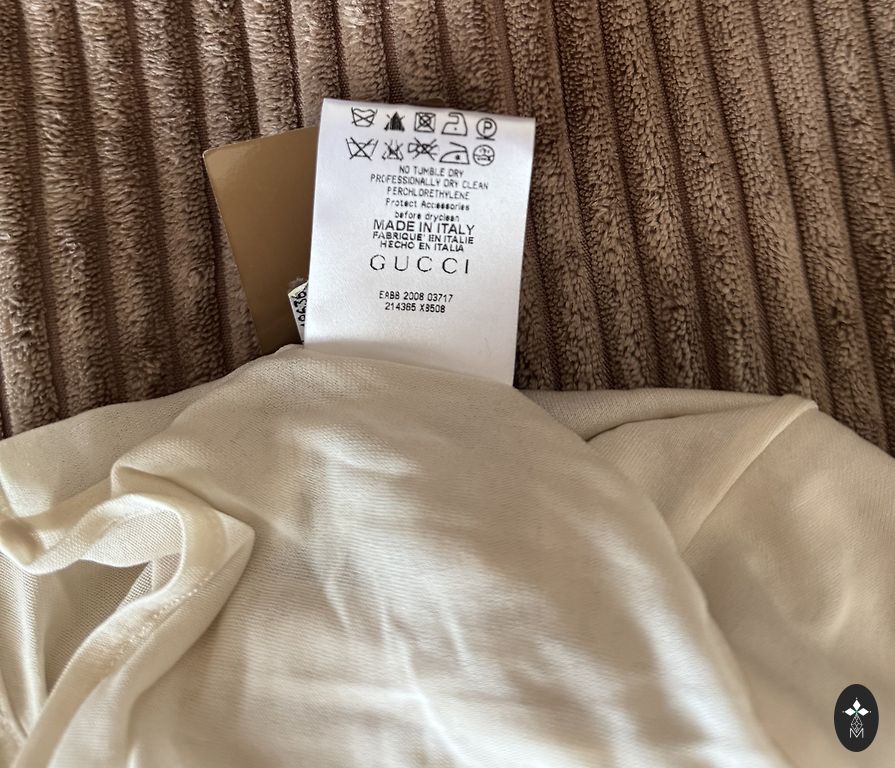 NO TUMBLE DRY
PROFESSIONALLY DRY CLEAN
PERCHLORETHYLENE
Protect Accessories
before dryclean
MADE IN ITALY
FABRIQUE' EN ITALIE
HECHO EN ITALIA
GUCCI
EABB 2008 03717
214365 X9508